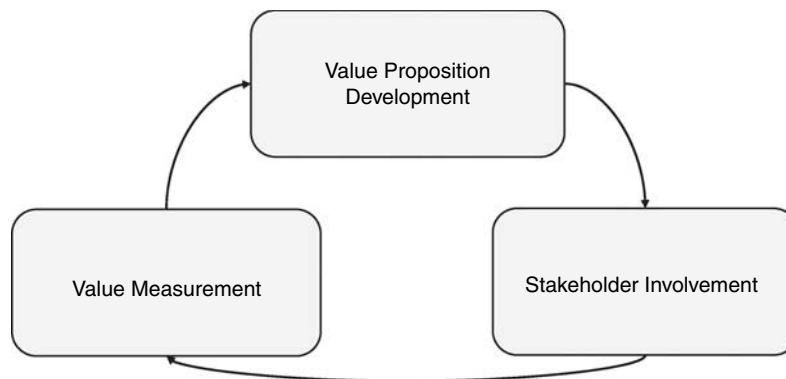 Value Proposition
Development
Value Measurement
Stakeholder Involvement